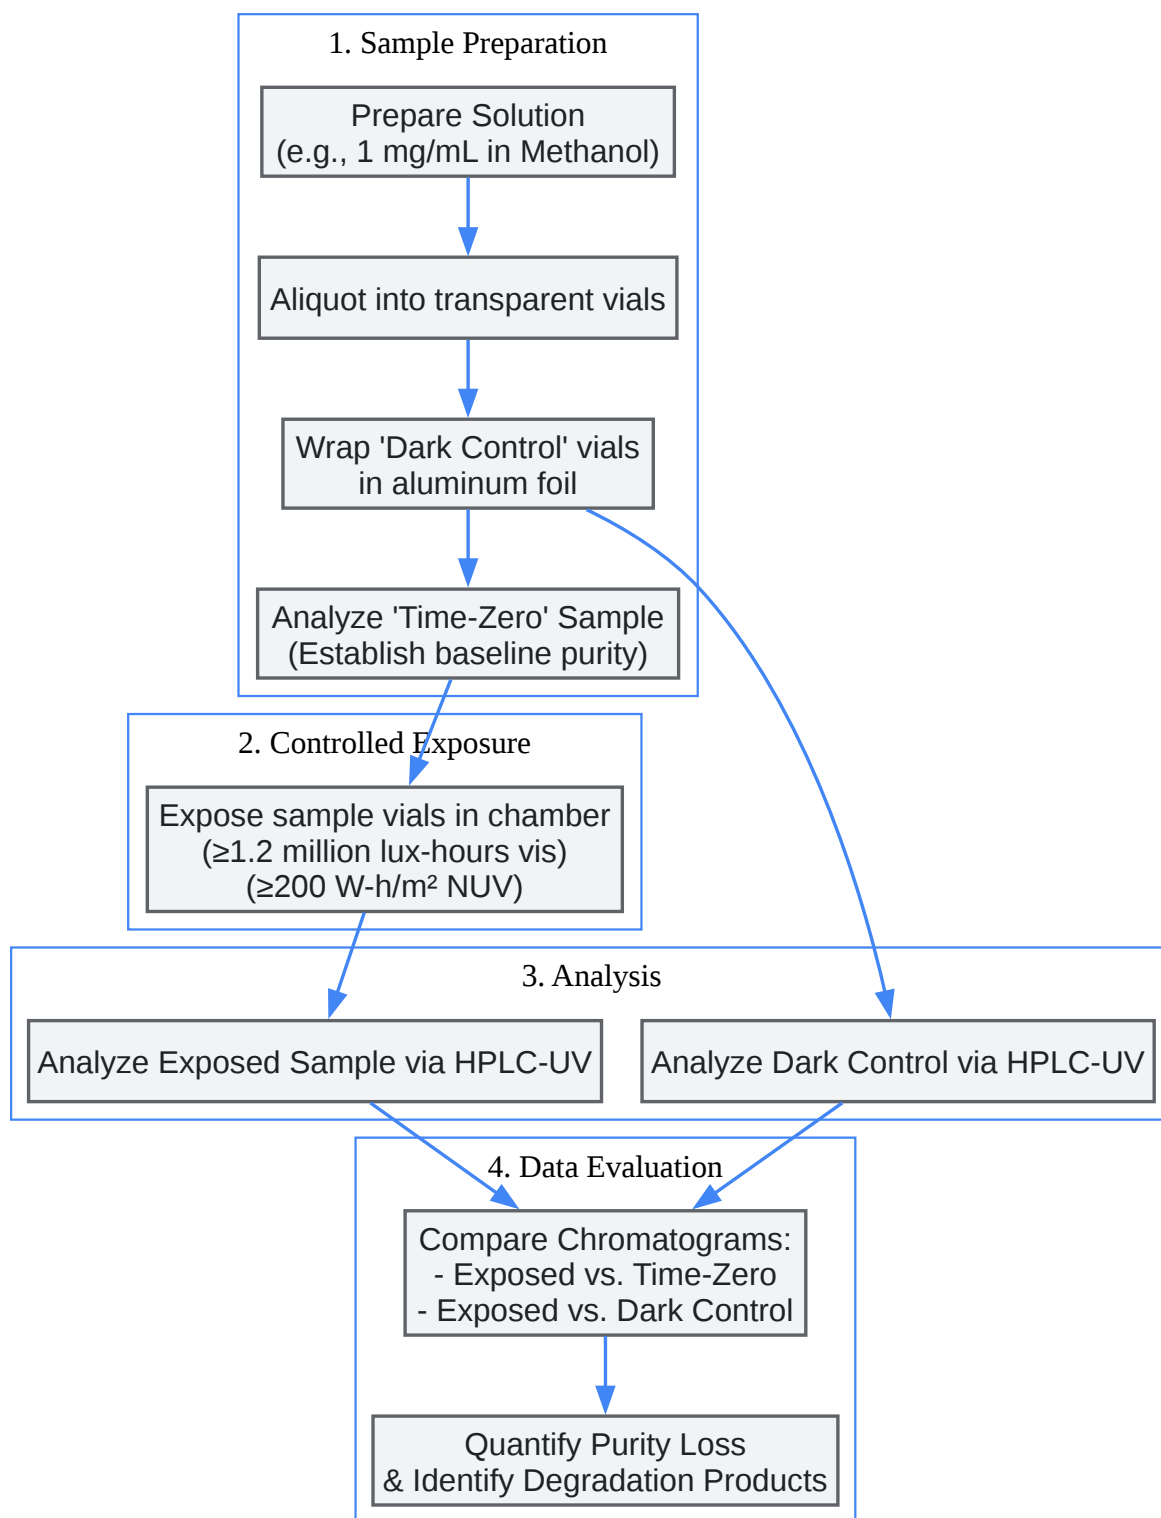 1. Sample Preparation
Prepare Solution
(e.g., 1 mg/mL in Methanol)
Aliquot into transparent vials
Wrap 'Dark Control' vials
in aluminum foil
Analyze 'Time-Zero' Sample
(Establish baseline purity)
2. Controlled Exposure
Expose sample vials in chamber
(≥1.2 million lux-hours vis)
(≥200 W-h/m² NUV)
3. Analysis
Analyze Exposed Sample via HPLC-UV
Analyze Dark Control via HPLC-UV
4. Data Evaluation
Compare Chromatograms:
- Exposed vs. Time-Zero
- Exposed vs. Dark Control
Quantify Purity Loss
& Identify Degradation Products